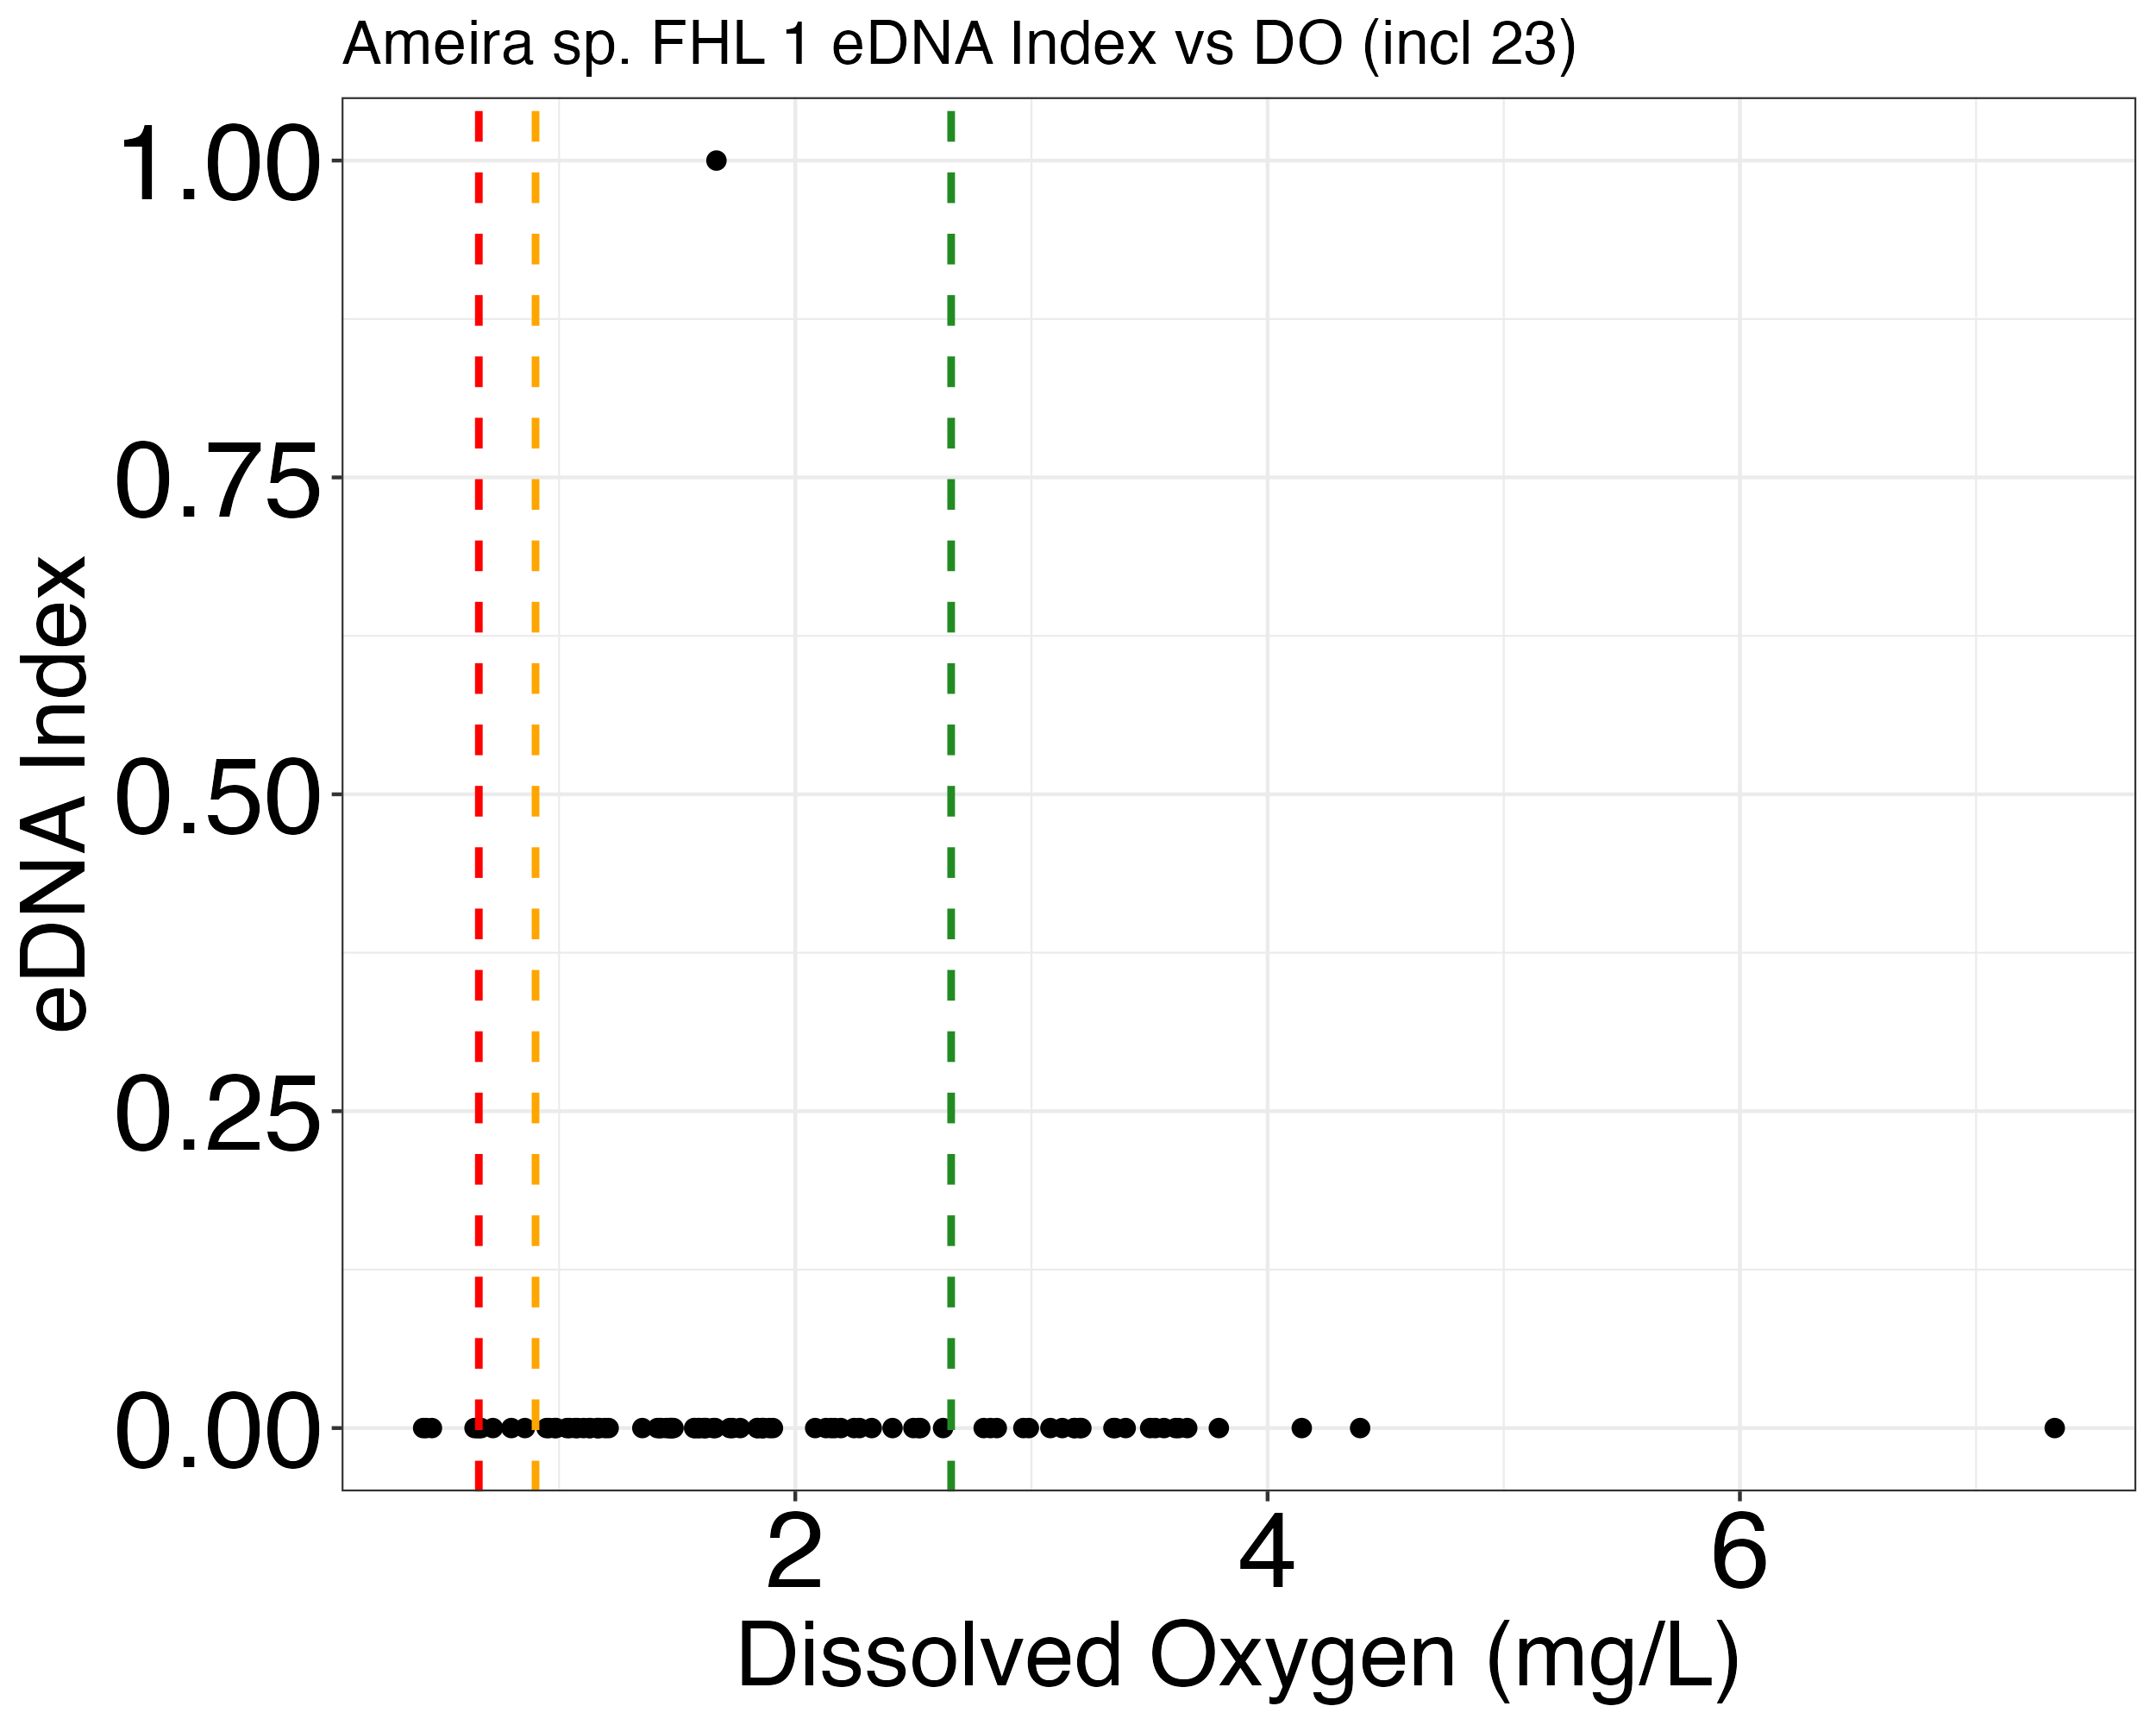 Ameira sp. FHL 1 eDNA Index vs DO (incl 23)
1.00
0.75
0.50
0.25
0.00
eDNA Index
2 4 6
Dissolved Oxygen (mg/L)